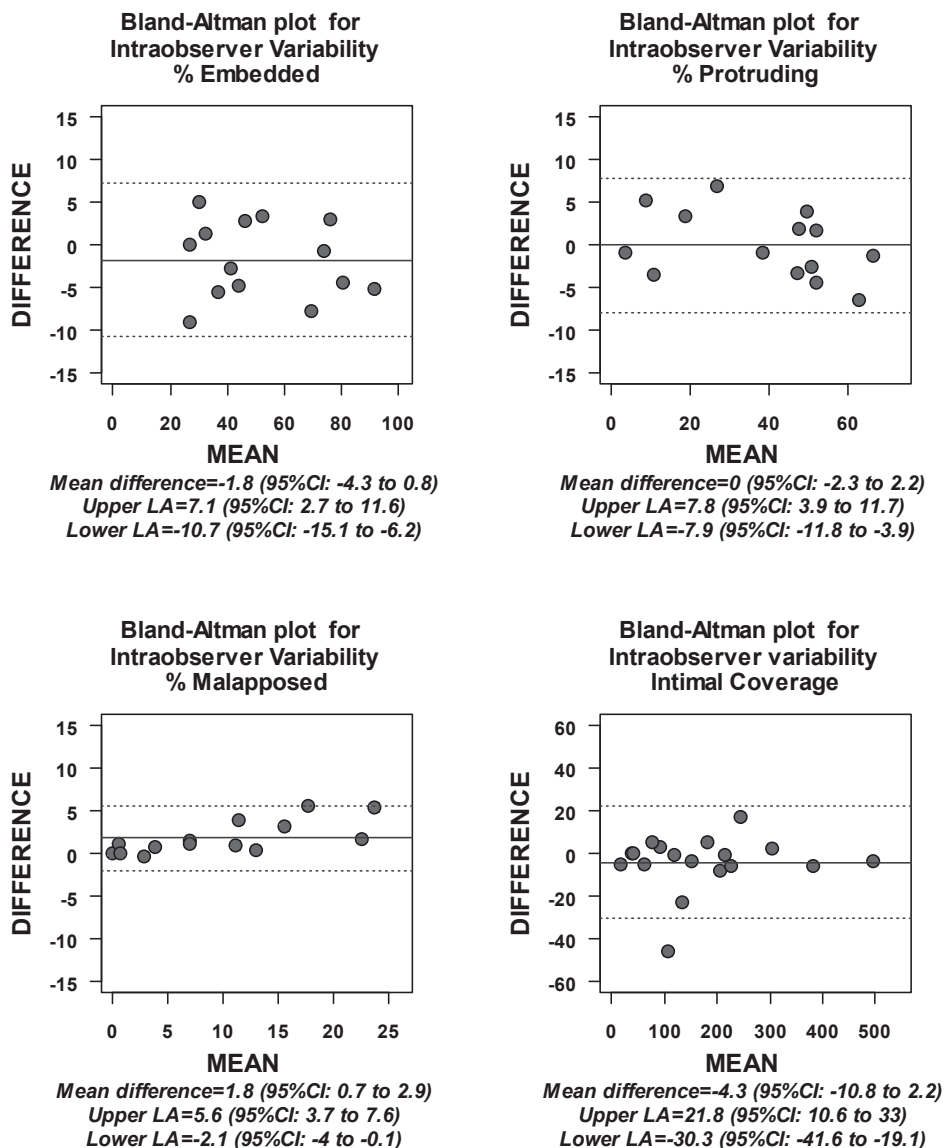 Bland-Altman plot for
Intraobserver Variability
% Embedded
15
10
5
0
-5
-10
-15
DIFFERENCE
0 20 40 60 80 100
MEAN
Mean difference=-1.8 (95%CI: -4.3 to 0.8)
Upper LA=7.1 (95%CI: 2.7 to 11.6)
Lower LA=-10.7 (95%CI: -15.1 to -6.2)
Bland-Altman plot for
Intraobserver Variability
% Protruding
15
10
5
0
-5
-10
-15
DIFFERENCE
0 20 40 60
MEAN
Mean difference=0 (95%CI: -2.3 to 2.2)
Upper LA=7.8 (95%CI: 3.9 to 11.7)
Lower LA=-7.9 (95%CI: -11.8 to -3.9)
Bland-Altman plot for
Intraobserver Variability
% Malapposed
15
10
5
0
-5
-10
-15
DIFFERENCE
0 5 10 15 20 25
MEAN
Mean difference=1.8 (95%CI: 0.7 to 2.9)
Upper LA=5.6 (95%CI: 3.7 to 7.6)
Lower LA=-2.1 (95%CI: -4 to -0.1)
Bland-Altman plot for
Intraobserver variability
Intimal Coverage
60
40
20
0
-20
-40
-60
DIFFERENCE
0 100 200 300 400 500
MEAN
Mean difference=-4.3 (95%CI: -10.8 to 2.2)
Upper LA=21.8 (95%CI: 10.6 to 33)
Lower LA=-30.3 (95%CI: -41.6 to -19.1)